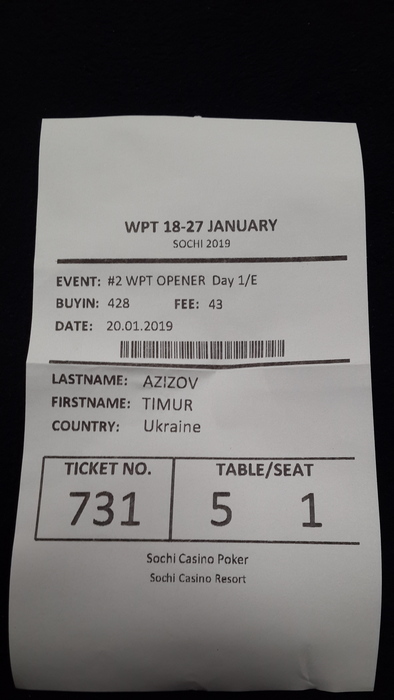 WPT 18-27 JANUARY
SOCHI 2019
EVENT: #2 WPT OPENER Day 1/E
BUYIN: 428 FEE: 43
DATE: 20.01.2019
LASTNAME: AZIZOV
FIRSTNAME: TIMUR
COUNTRY: Ukraine
TICKET NO. TABLE/SEAT
731 5 1
Sochi Casino Poker
Sochi Casino Resort